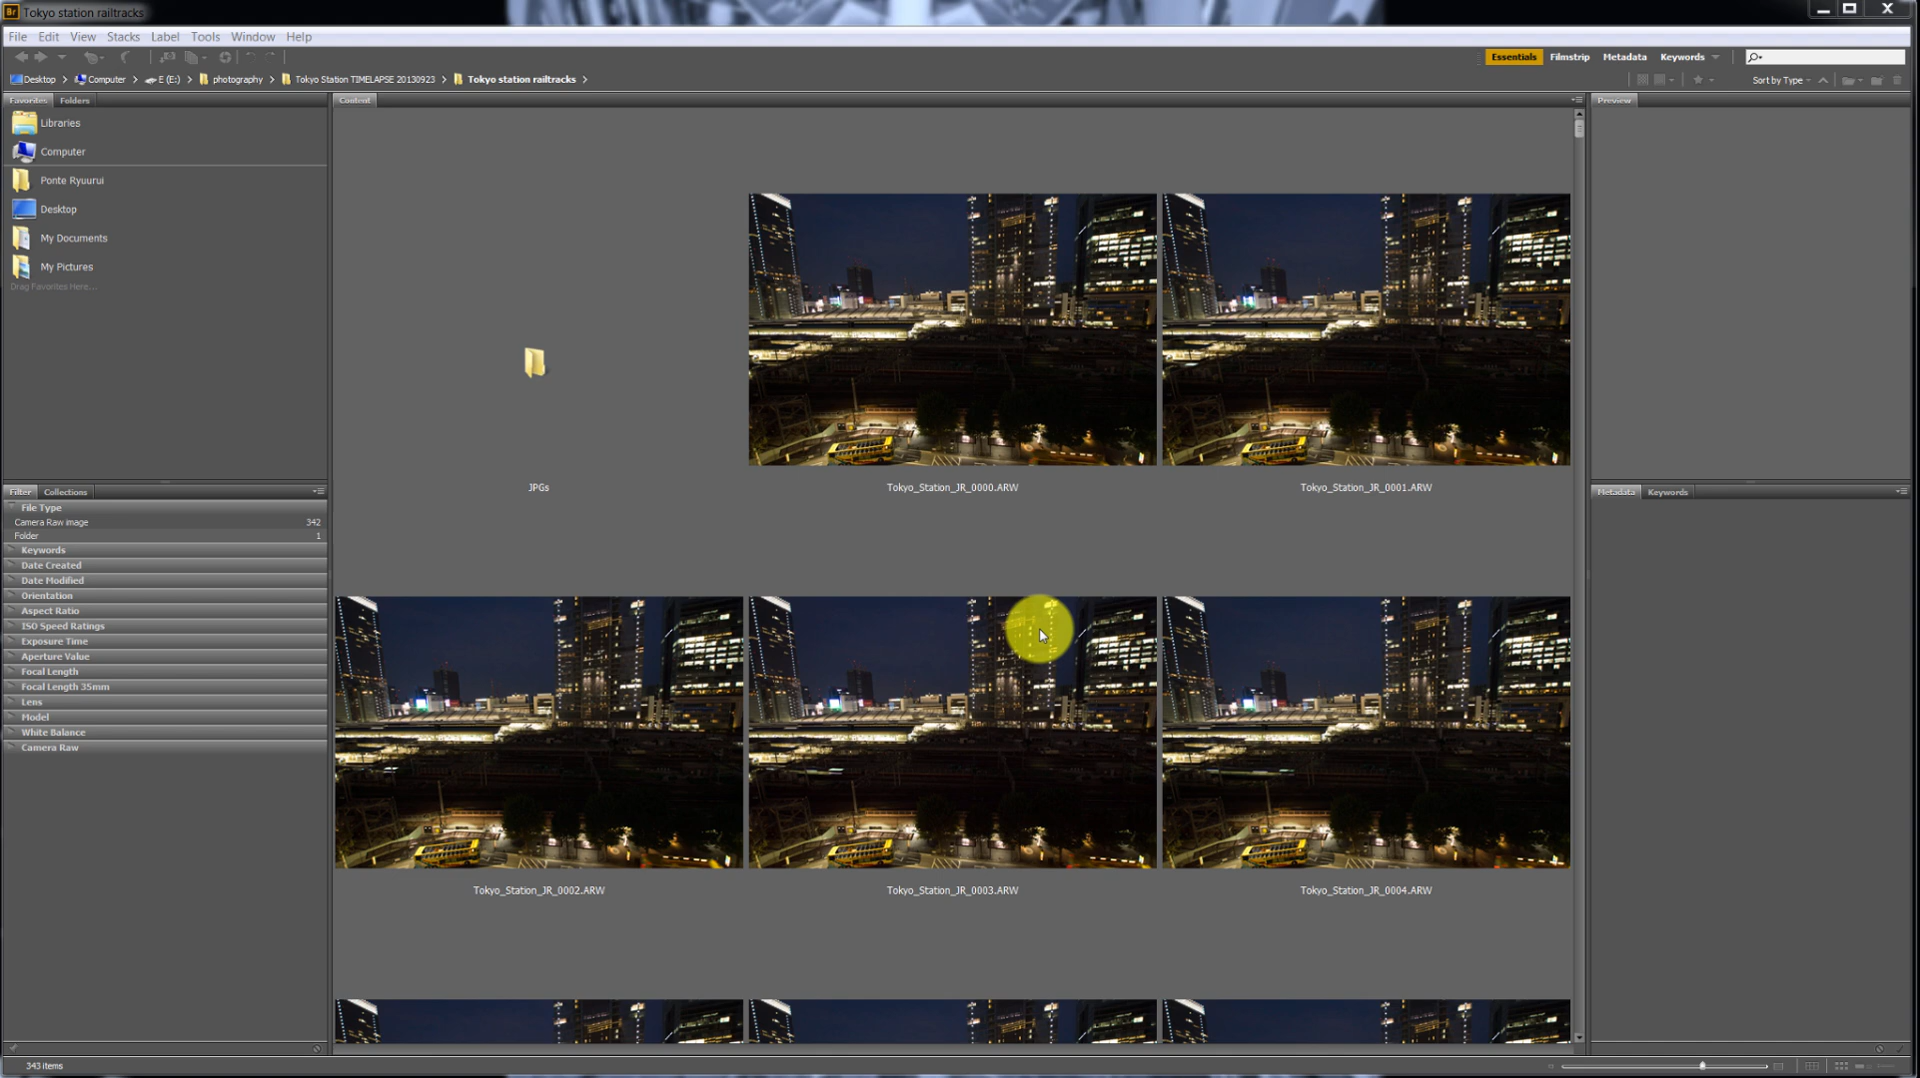 Br Tokyo station railtracks
File Edit View Stacks Label Tools Window Help
Essentials Filmstrip Metadata Keywords
Desktop Computer E (E:) photography Tokyo Station TIMELAPSE 20130923 Tokyo station railtracks
Sort by Type
Favorites Folders
Content
Preview
Libraries
Computer
Ponte Ryuurui
Desktop
My Documents
My Pictures
Drag Favorites Here...
JPGs
Tokyo_Station_JR_0000.ARW
Tokyo_Station_JR_0001.ARW
Filter Collections
Metadata Keywords
File Type
Camera Raw image 342
Folder 1
Keywords
Date Created
Date Modified
Orientation
Aspect Ratio
ISO Speed Ratings
Exposure Time
Aperture Value
Focal Length
Focal Length 35mm
Lens
Model
White Balance
Camera Raw
Tokyo_Station_JR_0002.ARW
Tokyo_Station_JR_0003.ARW
Tokyo_Station_JR_0004.ARW
343 items